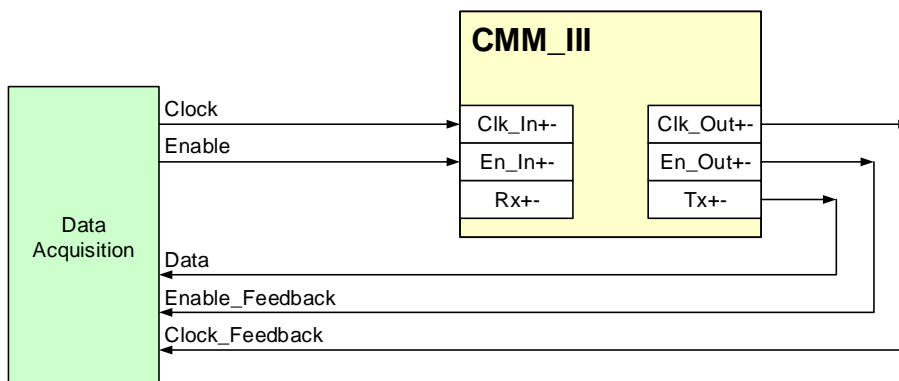 CMM_III
Clock
Clk_In+-
Clk_Out+-
Enable
En_In+-
En_Out+-
Rx+-
Tx+-
Data
Acquisition
Data
Enable_Feedback
Clock_Feedback